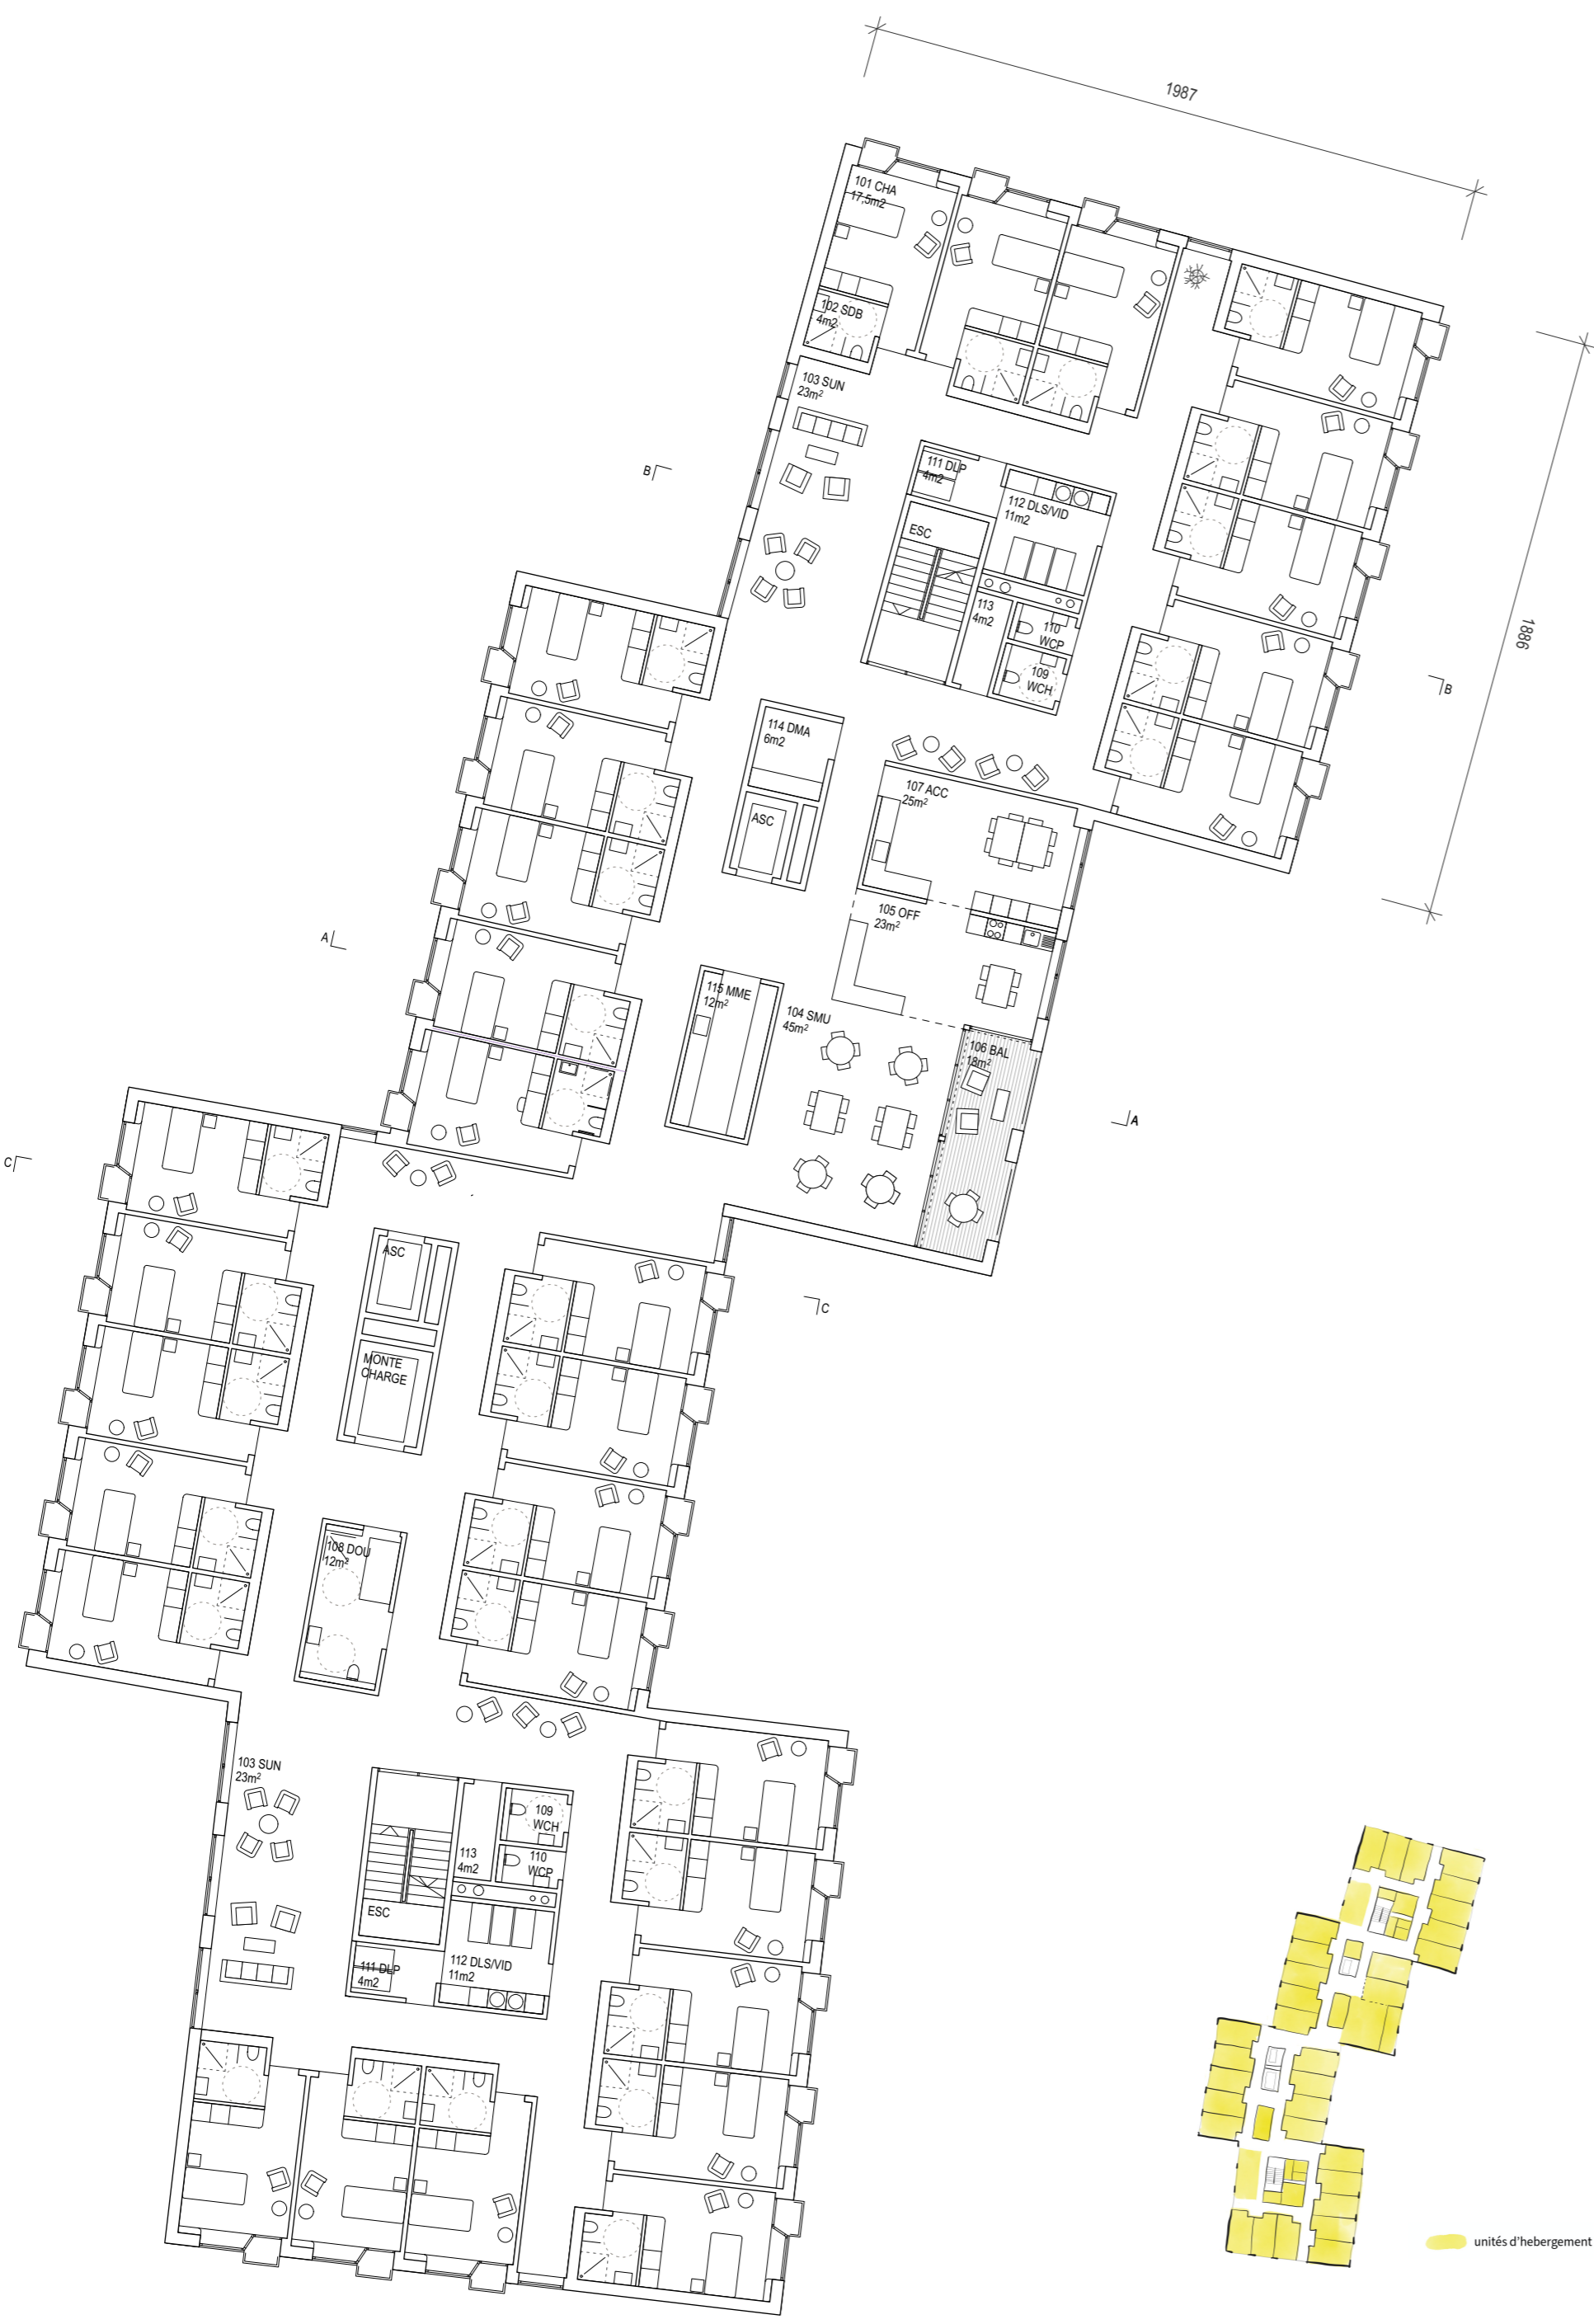 1987
101 CHA
17,5m2
102 SDB
4m2
103 SUN
23m²
1886
B
B
111 DLP
4m2
112 DLS/VID
11m2
ESC
113
4m2
110
WCP
109
WCH
114 DMA
6m2
ASC
107 ACC
25m²
105 OFF
23m²
A
115 MME
12m²
104 SMU
45m²
106 BAL
18m²
A
C
ASC
C
MONTE
CHARGE
108 DOU
12m²
103 SUN
23m²
109
WCH
113
4m2
110
WCP
ESC
111 DLP
4m2
112 DLS/VID
11m2
unités d'hebergement